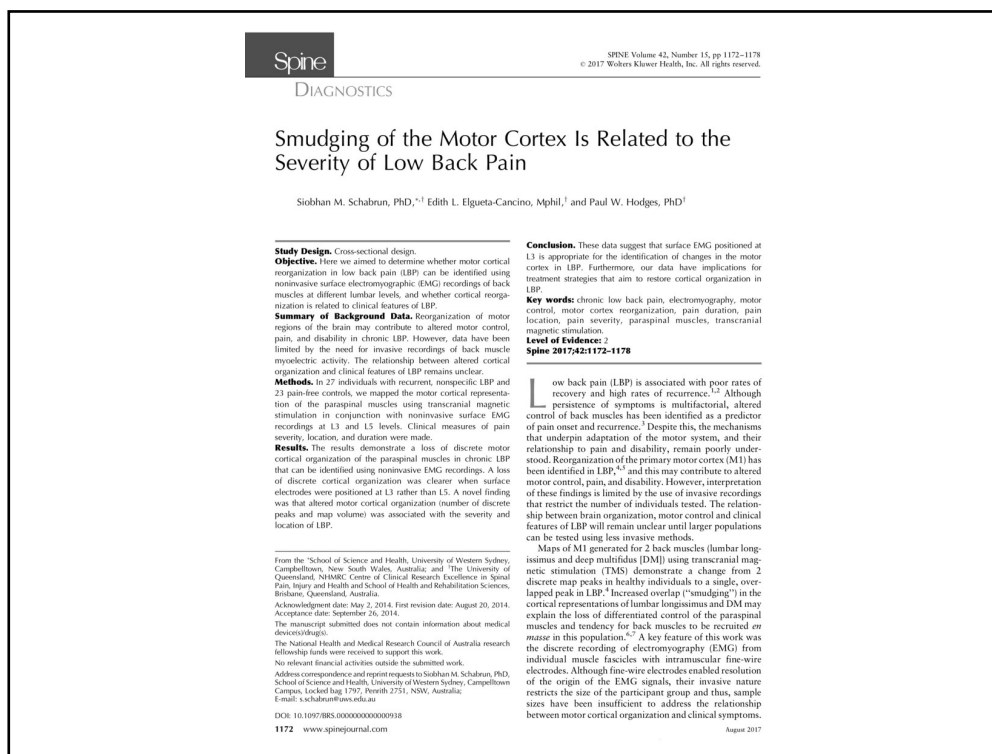 Spine
SPINE Volume 42, Number 15, pp 1172–1178
© 2017 Wolters Kluwer Health, Inc. All rights reserved.
DIAGNOSTICS
Smudging of the Motor Cortex Is Related to the
Severity of Low Back Pain
Siobhan M. Schabrun, PhD,*,† Edith L. Elgueta-Cancino, Mphil,† and Paul W. Hodges, PhD†
Study Design. Cross-sectional design.
Objective. Here we aimed to determine whether motor cortical
reorganization in low back pain (LBP) can be identified using
noninvasive surface electromyographic (EMG) recordings of back
muscles at different lumbar levels, and whether cortical reorga-
nization is related to clinical features of LBP.
Summary of Background Data. Reorganization of motor
regions of the brain may contribute to altered motor control,
pain, and disability in chronic LBP. However, data have been
limited by the need for invasive recordings of back muscle
myoelectric activity. The relationship between altered cortical
organization and clinical features of LBP remains unclear.
Methods. In 27 individuals with recurrent, nonspecific LBP and
23 pain-free controls, we mapped the motor cortical representa-
tion of the paraspinal muscles using transcranial magnetic
stimulation in conjunction with noninvasive surface EMG
recordings at L3 and L5 levels. Clinical measures of pain
severity, location, and duration were made.
Results. The results demonstrate a loss of discrete motor
cortical organization of the paraspinal muscles in chronic LBP
that can be identified using noninvasive EMG recordings. A loss
of discrete cortical organization was clearer when surface
electrodes were positioned at L3 rather than L5. A novel finding
was that altered motor cortical organization (number of discrete
peaks and map volume) was associated with the severity and
location of LBP.
From the *School of Science and Health, University of Western Sydney,
Campbelltown, New South Wales, Australia; and †The University of
Queensland, NHMRC Centre of Clinical Research Excellence in Spinal
Pain, Injury and Health and School of Health and Rehabilitation Sciences,
Brisbane, Queensland, Australia.
Acknowledgment date: May 2, 2014. First revision date: August 20, 2014.
Acceptance date: September 26, 2014.
The manuscript submitted does not contain information about medical
device(s)/drug(s).
The National Health and Medical Research Council of Australia research
fellowship funds were received to support this work.
No relevant financial activities outside the submitted work.
Address correspondence and reprint requests to Siobhan M. Schabrun, PhD,
School of Science and Health, University of Western Sydney, Campelltown
Campus, Locked bag 1797, Penrith 2751, NSW, Australia;
E-mail: s.schabrun@uws.edu.au
DOI: 10.1097/BRS.0000000000000938
1172 www.spinejournal.com
Conclusion. These data suggest that surface EMG positioned at
L3 is appropriate for the identification of changes in the motor
cortex in LBP. Furthermore, our data have implications for
treatment strategies that aim to restore cortical organization in
LBP.
Key words: chronic low back pain, electromyography, motor
control, motor cortex reorganization, pain duration, pain
location, pain severity, paraspinal muscles, transcranial
magnetic stimulation.
Level of Evidence: 2
Spine 2017;42:1172–1178
Low back pain (LBP) is associated with poor rates of
recovery and high rates of recurrence.1,2 Although
persistence of symptoms is multifactorial, altered
control of back muscles has been identified as a predictor
of pain onset and recurrence.3 Despite this, the mechanisms
that underpin adaptation of the motor system, and their
relationship to pain and disability, remain poorly under-
stood. Reorganization of the primary motor cortex (M1) has
been identified in LBP,4,5 and this may contribute to altered
motor control, pain, and disability. However, interpretation
of these findings is limited by the use of invasive recordings
that restrict the number of individuals tested. The relation-
ship between brain organization, motor control and clinical
features of LBP will remain unclear until larger populations
can be tested using less invasive methods.
Maps of M1 generated for 2 back muscles (lumbar long-
issimus and deep multifidus [DM]) using transcranial mag-
netic stimulation (TMS) demonstrate a change from 2
discrete map peaks in healthy individuals to a single, over-
lapped peak in LBP.4 Increased overlap (“smudging”) in the
cortical representations of lumbar longissimus and DM may
explain the loss of differentiated control of the paraspinal
muscles and tendency for back muscles to be recruited en
masse in this population.6,7 A key feature of this work was
the discrete recording of electromyography (EMG) from
individual muscle fascicles with intramuscular fine-wire
electrodes. Although fine-wire electrodes enabled resolution
of the origin of the EMG signals, their invasive nature
restricts the size of the participant group and thus, sample
sizes have been insufficient to address the relationship
between motor cortical organization and clinical symptoms.
August 2017